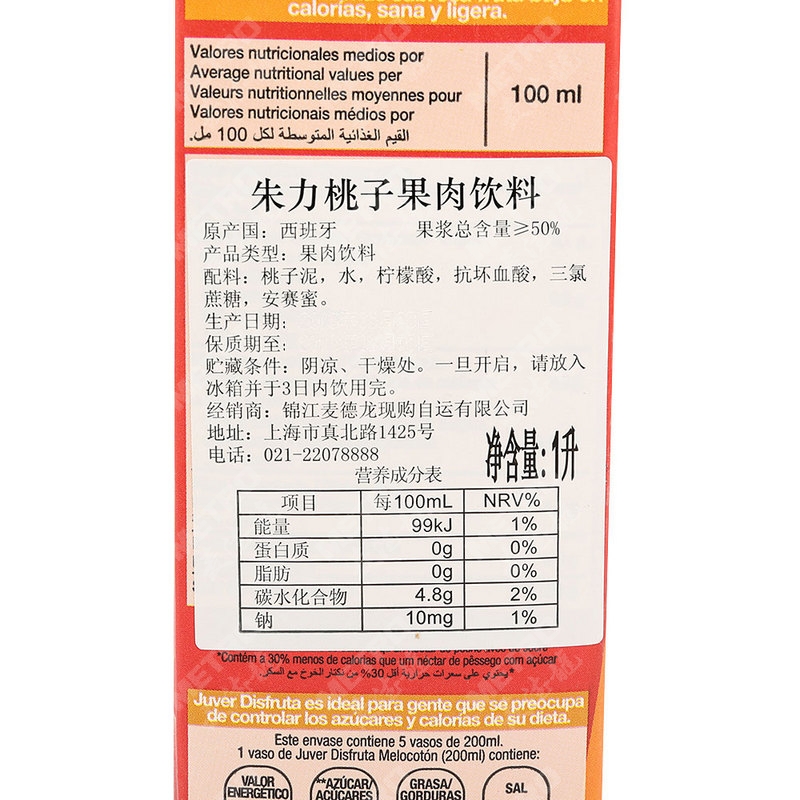 calorías, sana y ligera.
Valores nutricionales medios por
Average nutritional values per
Valeurs nutritionnelles moyennes pour
Valores nutricionais médios por
القيم الغذائية المتوسطة لكل 100 مل.
100 ml
朱力桃子果肉饮料
原产国：西班牙 果浆总含量≥50%
产品类型：果肉饮料
配料：桃子泥，水，柠檬酸，抗坏血酸，三氯
蔗糖，安赛蜜。
生产日期：
保质期至：
贮藏条件：阴凉、干燥处。一旦开启，请放入
冰箱并于3日内饮用完。
经销商：锦江麦德龙现购自运有限公司
地址：上海市真北路1425号
电话：021-22078888
净含量：1升
营养成分表
项目 每100mL NRV%
能量 99kJ 1%
蛋白质 0g 0%
脂肪 0g 0%
碳水化合物 4.8g 2%
钠 10mg 1%
*Contém a 30% menos de calorias que um néctar de pêssego com açúcar
*يحتوي على سعرات حرارية أقل 30% من نكتار الخوخ مع السكر.
Juver Disfruta es ideal para gente que se preocupa
de controlar los azúcares y calorías de su dieta.
Este envase contiene 5 vasos de 200ml.
1 vaso de Juver Disfruta Melocotón (200ml) contiene:
VALOR
ENERGÉTICO
**AZÚCAR/
AÇÚCARES
GRASA/
GORDURAS
SAL